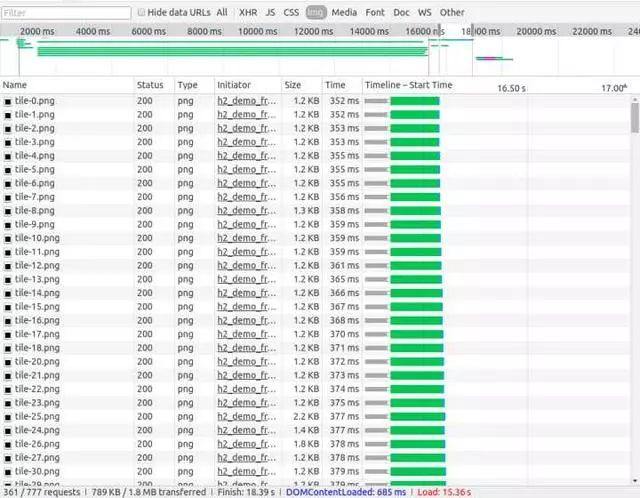 Filter Hide data URLs All XHR JS CSS Img Media Font Doc WS Other
2000 ms 4000 ms 6000 ms 8000 ms 10000 ms 12000 ms 14000 ms 16000 ms 18000 ms 20000 ms 22000 ms 24
Name Status Type Initiator Size Time Timeline – Start Time 16.50 s 17.00
tile-0.png 200 png h2_demo_fr... 1.2 KB 352 ms
tile-1.png 200 png h2_demo_fr... 1.2 KB 352 ms
tile-2.png 200 png h2_demo_fr... 1.2 KB 353 ms
tile-3.png 200 png h2_demo_fr... 1.2 KB 353 ms
tile-4.png 200 png h2_demo_fr... 1.2 KB 355 ms
tile-5.png 200 png h2_demo_fr... 1.2 KB 355 ms
tile-6.png 200 png h2_demo_fr... 1.2 KB 355 ms
tile-7.png 200 png h2_demo_fr... 1.2 KB 356 ms
tile-8.png 200 png h2_demo_fr... 1.3 KB 358 ms
tile-9.png 200 png h2_demo_fr... 1.2 KB 359 ms
tile-10.png 200 png h2_demo_fr... 1.2 KB 359 ms
tile-11.png 200 png h2_demo_fr... 1.2 KB 359 ms
tile-12.png 200 png h2_demo_fr... 1.2 KB 361 ms
tile-13.png 200 png h2_demo_fr... 1.2 KB 365 ms
tile-14.png 200 png h2_demo_fr... 1.2 KB 366 ms
tile-15.png 200 png h2_demo_fr... 1.2 KB 367 ms
tile-16.png 200 png h2_demo_fr... 1.2 KB 368 ms
tile-17.png 200 png h2_demo_fr... 1.2 KB 370 ms
tile-18.png 200 png h2_demo_fr... 1.2 KB 371 ms
tile-20.png 200 png h2_demo_fr... 1.2 KB 372 ms
tile-21.png 200 png h2_demo_fr... 1.2 KB 373 ms
tile-22.png 200 png h2_demo_fr... 1.2 KB 374 ms
tile-23.png 200 png h2_demo_fr... 1.2 KB 375 ms
tile-25.png 200 png h2_demo_fr... 2.2 KB 377 ms
tile-24.png 200 png h2_demo_fr... 1.4 KB 377 ms
tile-26.png 200 png h2_demo_fr... 1.8 KB 378 ms
tile-27.png 200 png h2_demo_fr... 1.2 KB 378 ms
tile-30.png 200 png h2_demo_fr... 1.2 KB 379 ms
tile-29.png 200 png h2_demo_fr... 1.2 KB 379 ms
361 / 777 requests | 789 KB / 1.8 MB transferred | Finish: 18.39 s | DOMContentLoaded: 685 ms | Load: 15.36 s